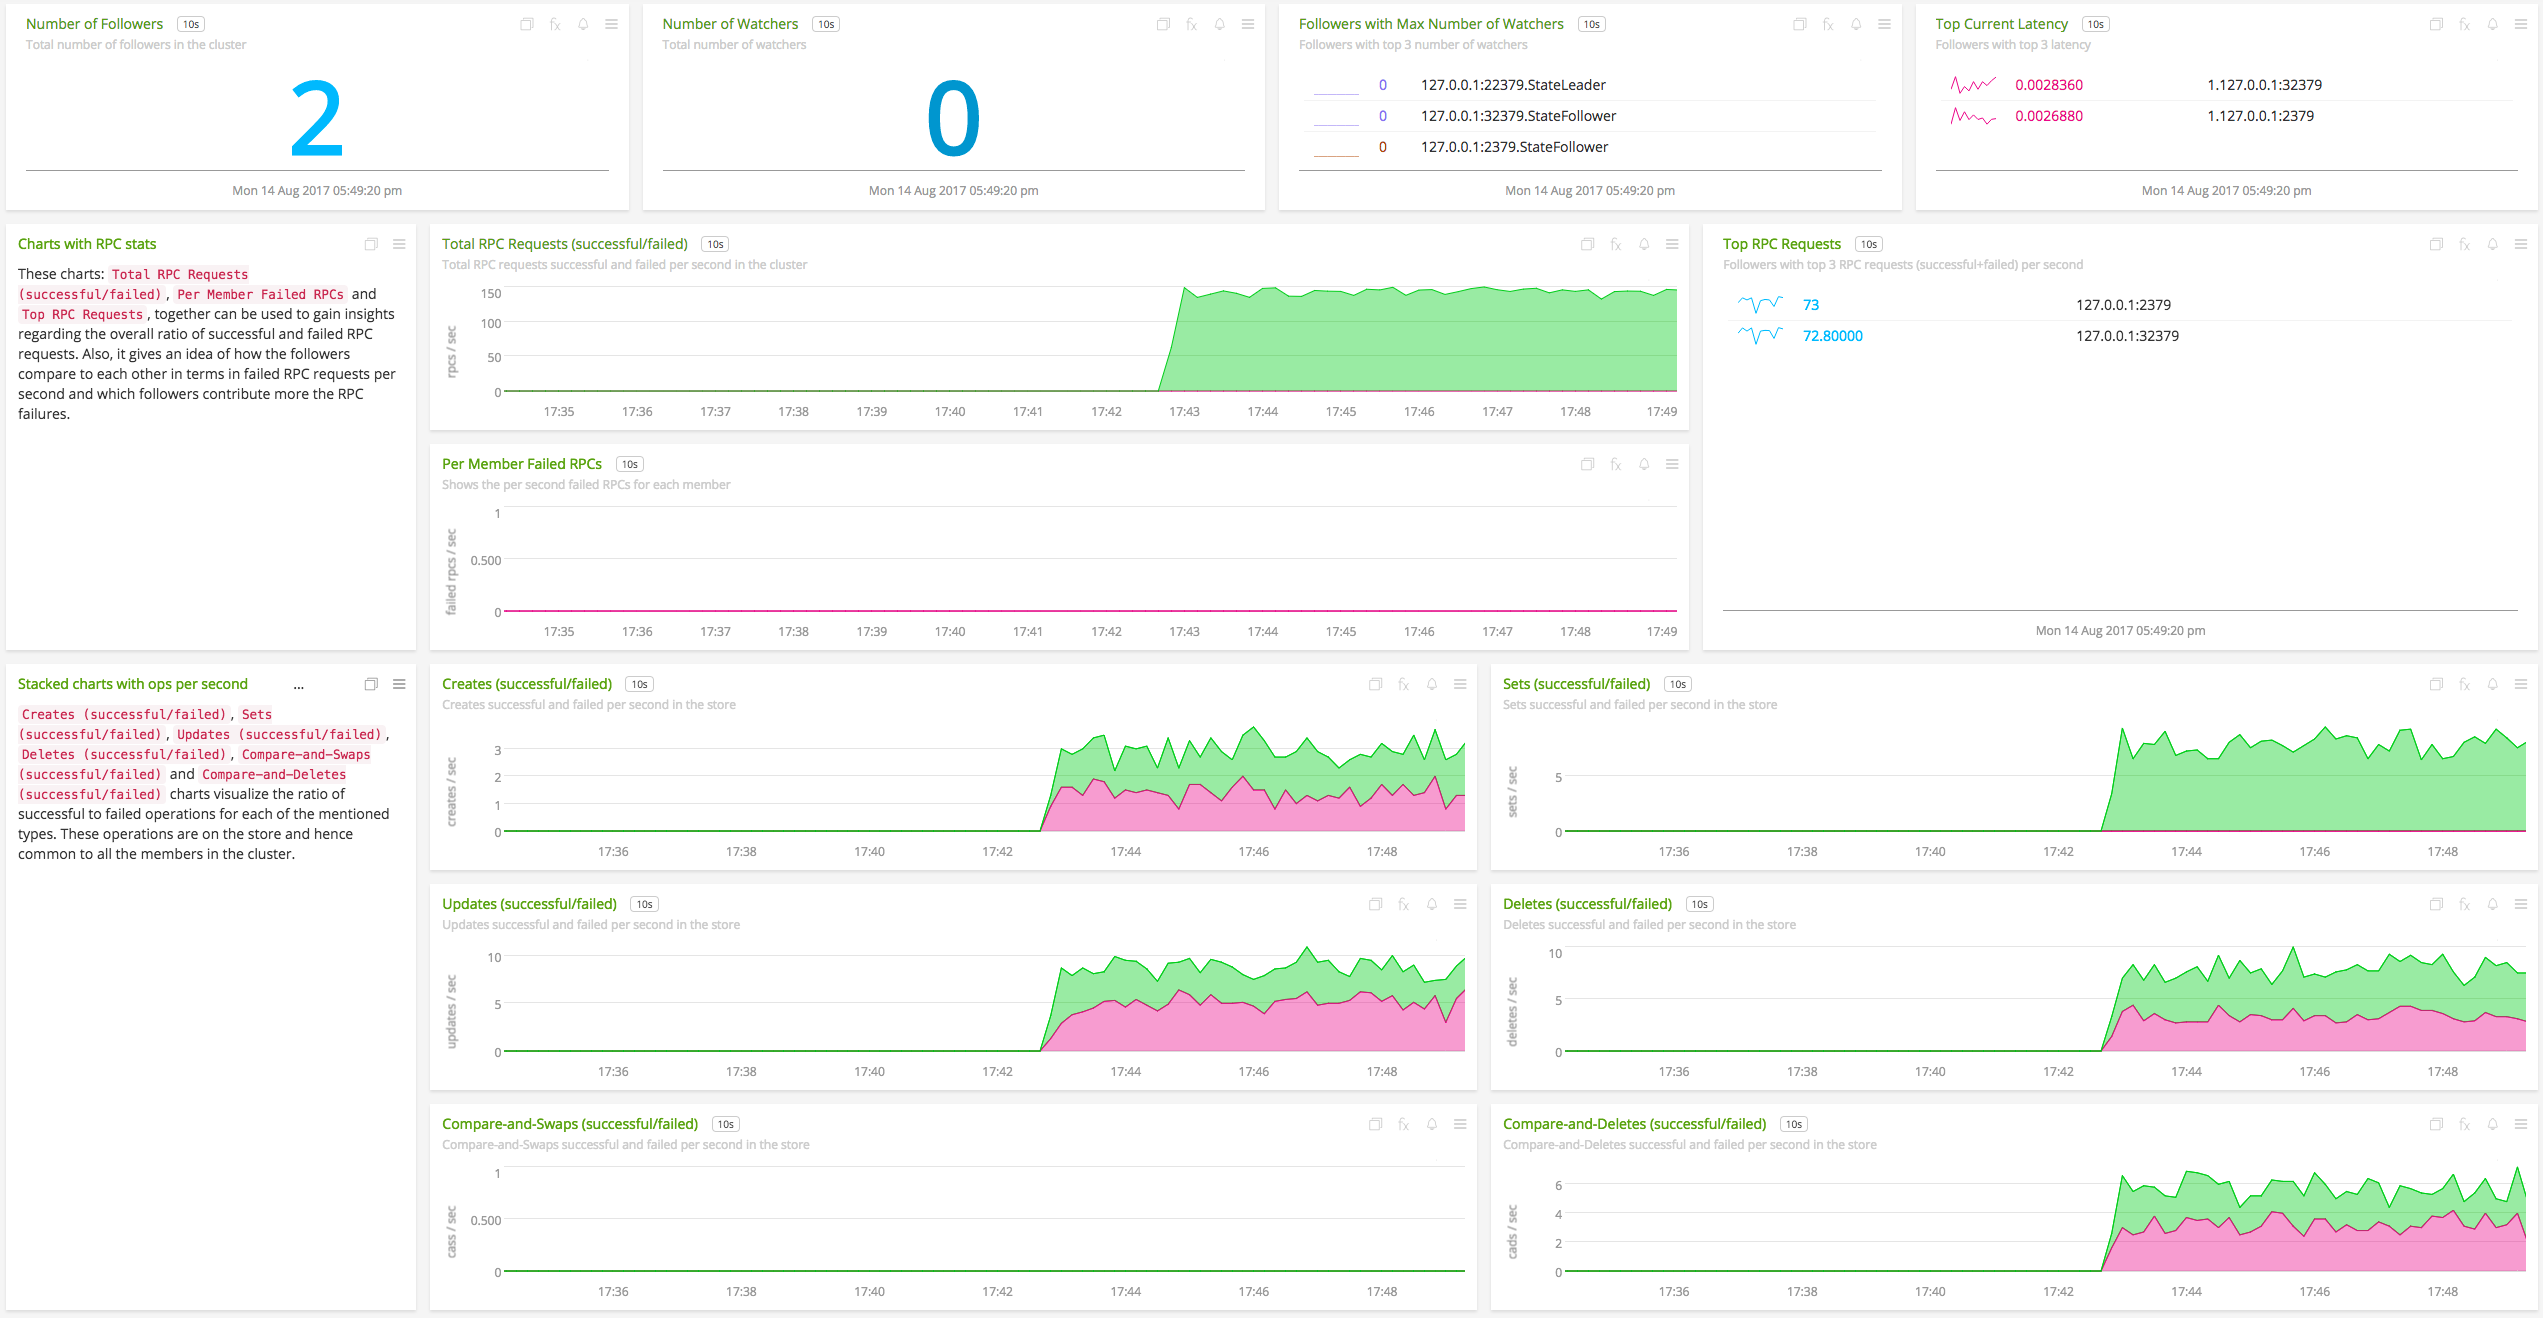 Number of Followers 10s
Total number of followers in the cluster
2
Mon 14 Aug 2017 05:49:20 pm
Number of Watchers 10s
Total number of watchers
0
Mon 14 Aug 2017 05:49:20 pm
Followers with Max Number of Watchers 10s
Followers with top 3 number of watchers
0 127.0.0.1:22379.StateLeader
0 127.0.0.1:32379.StateFollower
0 127.0.0.1:2379.StateFollower
Mon 14 Aug 2017 05:49:20 pm
Top Current Latency 10s
Followers with top 3 latency
0.0028360 1.127.0.0.1:32379
0.0026880 1.127.0.0.1:2379
Mon 14 Aug 2017 05:49:20 pm
Charts with RPC stats
These charts: Total RPC Requests
(successful/failed), Per Member Failed RPCs and
Top RPC Requests, together can be used to gain insights
regarding the overall ratio of successful and failed RPC
requests. Also, it gives an idea of how the followers
compare to each other in terms in failed RPC requests per
second and which followers contribute more the RPC
failures.
Total RPC Requests (successful/failed) 10s
Total RPC requests successful and failed per second in the cluster
rpcs / sec
150
100
50
0
17:35 17:36 17:37 17:38 17:39 17:40 17:41 17:42 17:43 17:44 17:45 17:46 17:47 17:48 17:49
Per Member Failed RPCs 10s
Shows the per second failed RPCs for each member
failed rpcs / sec
1
0.500
0
17:35 17:36 17:37 17:38 17:39 17:40 17:41 17:42 17:43 17:44 17:45 17:46 17:47 17:48 17:49
Top RPC Requests 10s
Followers with top 3 RPC requests (successful+failed) per second
73 127.0.0.1:2379
72.80000 127.0.0.1:32379
Mon 14 Aug 2017 05:49:20 pm
Stacked charts with ops per second ...
Creates (successful/failed), Sets
(successful/failed), Updates (successful/failed),
Deletes (successful/failed), Compare-and-Swaps
(successful/failed) and Compare-and-Deletes
(successful/failed) charts visualize the ratio of
successful to failed operations for each of the mentioned
types. These operations are on the store and hence
common to all the members in the cluster.
Creates (successful/failed) 10s
Creates successful and failed per second in the store
creates / sec
3
2
1
0
17:36 17:38 17:40 17:42 17:44 17:46 17:48
Sets (successful/failed) 10s
Sets successful and failed per second in the store
sets / sec
5
0
17:36 17:38 17:40 17:42 17:44 17:46 17:48
Updates (successful/failed) 10s
Updates successful and failed per second in the store
updates / sec
10
5
0
17:36 17:38 17:40 17:42 17:44 17:46 17:48
Deletes (successful/failed) 10s
Deletes successful and failed per second in the store
deletes / sec
10
5
0
17:36 17:38 17:40 17:42 17:44 17:46 17:48
Compare-and-Swaps (successful/failed) 10s
Compare-and-Swaps successful and failed per second in the store
cass / sec
1
0.500
0
17:36 17:38 17:40 17:42 17:44 17:46 17:48
Compare-and-Deletes (successful/failed) 10s
Compare-and-Deletes successful and failed per second in the store
cads / sec
6
4
2
0
17:36 17:38 17:40 17:42 17:44 17:46 17:48